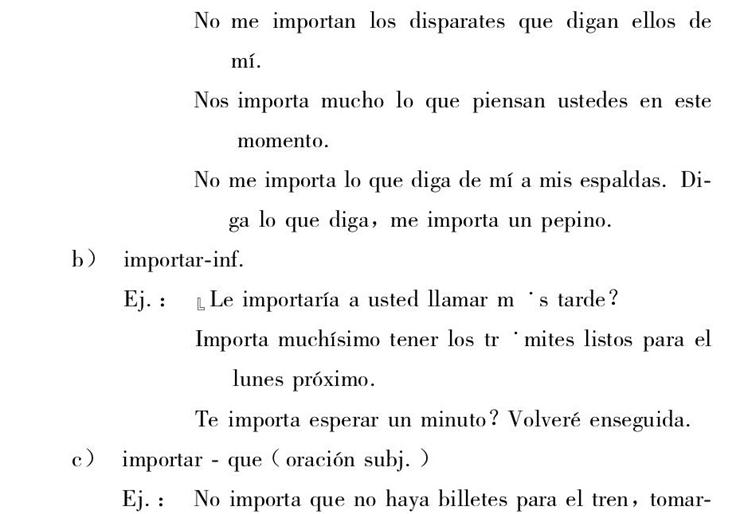 No me importan los disparates que digan ellos de
mí.
Nos importa mucho lo que piensan ustedes en este
momento.
No me importa lo que diga de mí a mis espaldas. Di-
ga lo que diga, me importa un pepino.
b) importar-inf.
Ej.: ╚Le importaría a usted llamar m ˙s tarde?
Importa muchísimo tener los tr ˙mites listos para el
lunes próximo.
Te importa esperar un minuto? Volveré enseguida.
c) importar - que (oración subj.)
Ej.: No importa que no haya billetes para el tren, tomar-